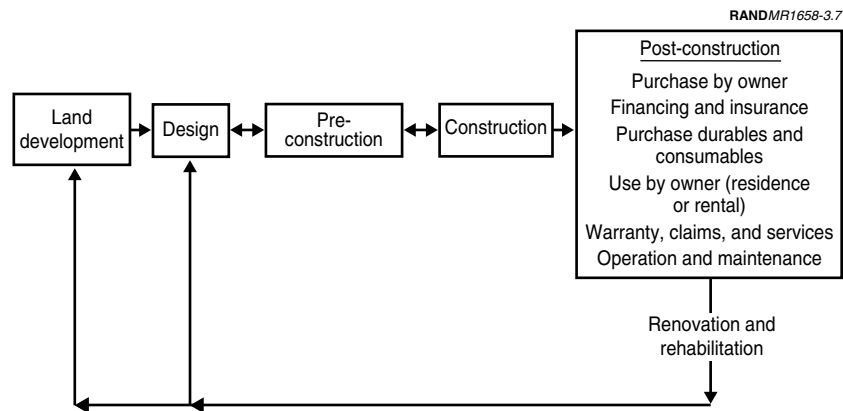 RANDMR1658-3.7
Land
development
Design
Pre-
construction
Construction
Post-construction
Purchase by owner
Financing and insurance
Purchase durables and
consumables
Use by owner (residence
or rental)
Warranty, claims, and services
Operation and maintenance
Renovation and
rehabilitation